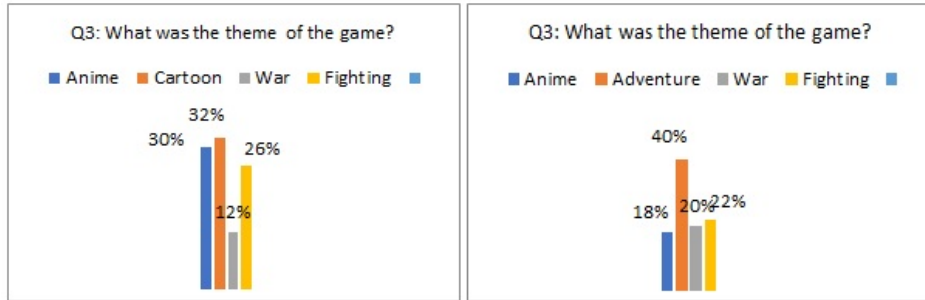 Q3: What was the theme of the game?
Anime Cartoon War Fighting
32%
30%
26%
12%
Q3: What was the theme of the game?
Anime Adventure War Fighting
40%
18%
20%
22%